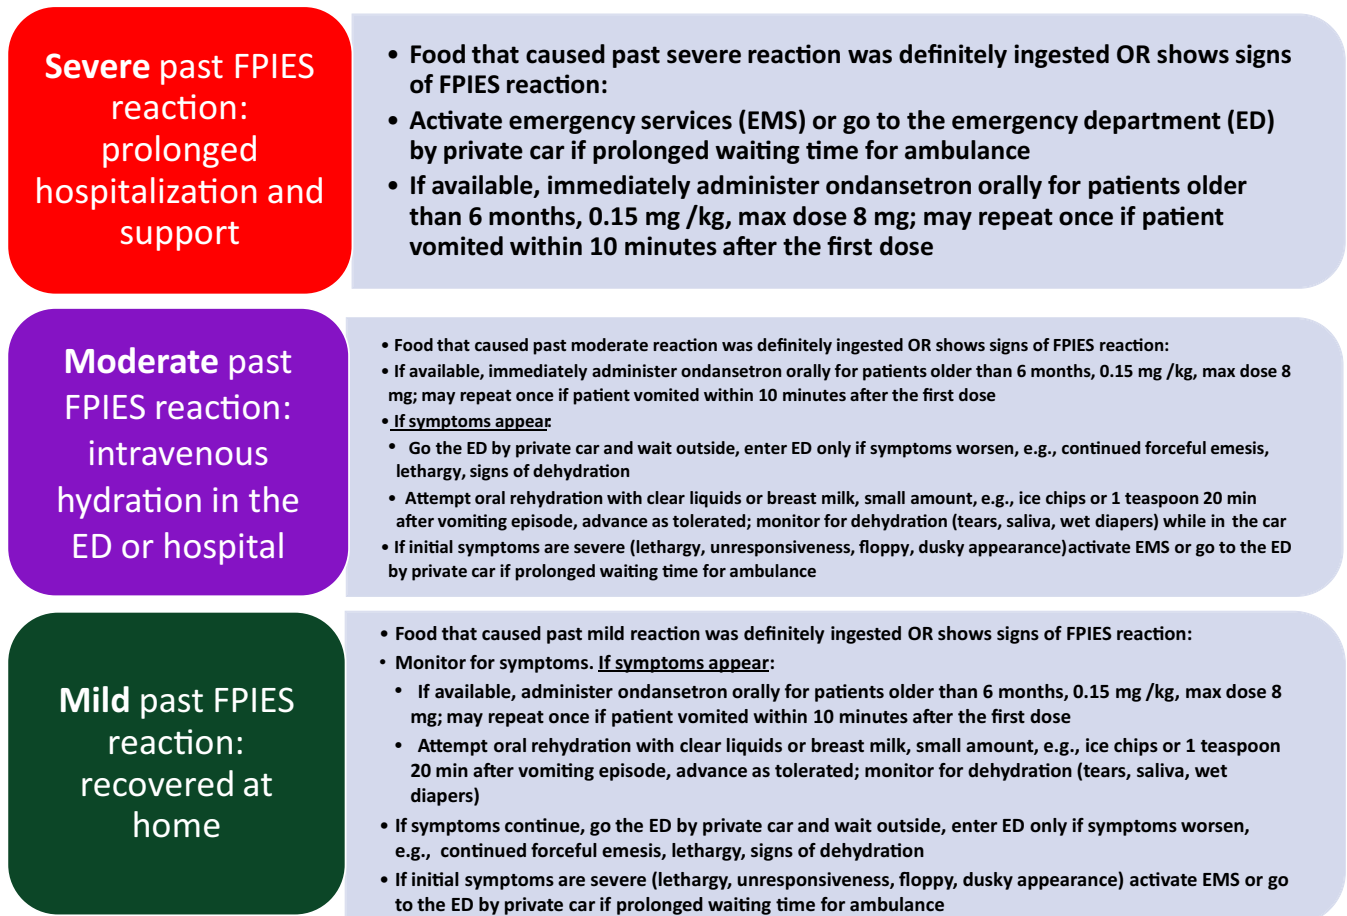 Severe past FPIES
reaction:
prolonged
hospitalization and
support
• Food that caused past severe reaction was definitely ingested OR shows signs
of FPIES reaction:
• Activate emergency services (EMS) or go to the emergency department (ED)
by private car if prolonged waiting time for ambulance
• If available, immediately administer ondansetron orally for patients older
than 6 months, 0.15 mg /kg, max dose 8 mg; may repeat once if patient
vomited within 10 minutes after the first dose
Moderate past
FPIES reaction:
intravenous
hydration in the
ED or hospital
• Food that caused past moderate reaction was definitely ingested OR shows signs of FPIES reaction:
• If available, immediately administer ondansetron orally for patients older than 6 months, 0.15 mg /kg, max dose 8
mg; may repeat once if patient vomited within 10 minutes after the first dose
• If symptoms appear:
• Go the ED by private car and wait outside, enter ED only if symptoms worsen, e.g., continued forceful emesis,
lethargy, signs of dehydration
• Attempt oral rehydration with clear liquids or breast milk, small amount, e.g., ice chips or 1 teaspoon 20 min
after vomiting episode, advance as tolerated; monitor for dehydration (tears, saliva, wet diapers) while in the car
• If initial symptoms are severe (lethargy, unresponsiveness, floppy, dusky appearance)activate EMS or go to the ED
by private car if prolonged waiting time for ambulance
Mild past FPIES
reaction:
recovered at
home
• Food that caused past mild reaction was definitely ingested OR shows signs of FPIES reaction:
• Monitor for symptoms. If symptoms appear:
• If available, administer ondansetron orally for patients older than 6 months, 0.15 mg /kg, max dose 8
mg; may repeat once if patient vomited within 10 minutes after the first dose
• Attempt oral rehydration with clear liquids or breast milk, small amount, e.g., ice chips or 1 teaspoon
20 min after vomiting episode, advance as tolerated; monitor for dehydration (tears, saliva, wet
diapers)
• If symptoms continue, go the ED by private car and wait outside, enter ED only if symptoms worsen,
e.g., continued forceful emesis, lethargy, signs of dehydration
• If initial symptoms are severe (lethargy, unresponsiveness, floppy, dusky appearance) activate EMS or go
to the ED by private car if prolonged waiting time for ambulance